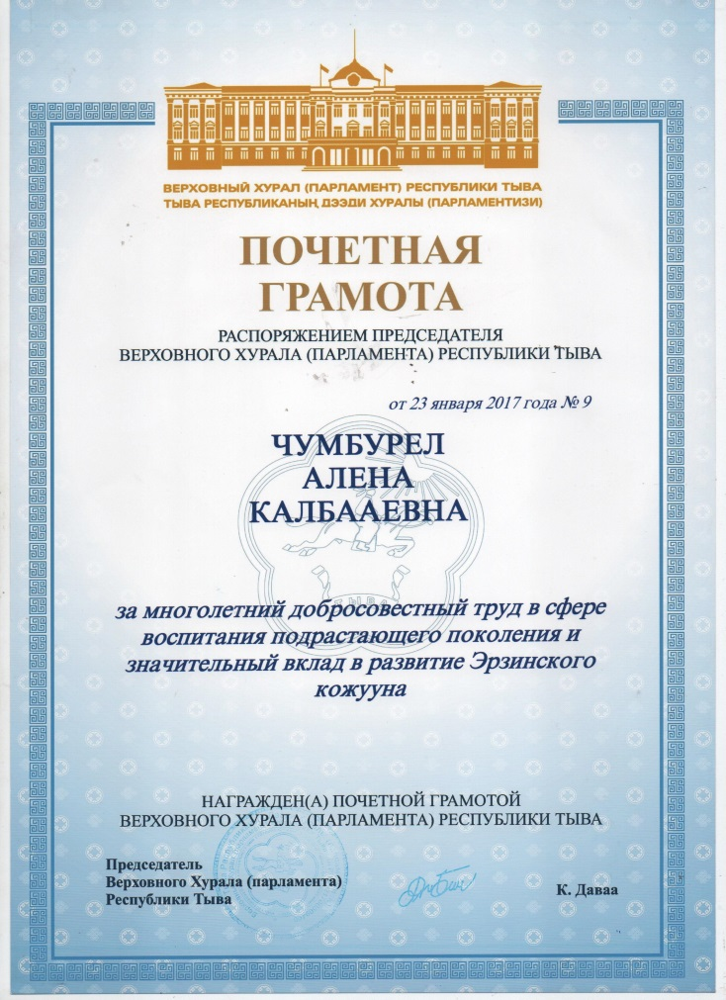 ВЕРХОВНЫЙ ХУРАЛ (ПАРЛАМЕНТ) РЕСПУБЛИКИ ТЫВА
ТЫВА РЕСПУБЛИКАНЫҢ ДЭЭДИ ХУРАЛЫ (ПАРЛАМЕНТИЗИ)
ПОЧЕТНАЯ
ГРАМОТА
РАСПОРЯЖЕНИЕМ ПРЕДСЕДАТЕЛЯ
ВЕРХОВНОГО ХУРАЛА (ПАРЛАМЕНТА) РЕСПУБЛИКИ ТЫВА
от 23 января 2017 года № 9
ЧУМБУРЕЛ
АЛЕНА
КАЛБААЕВНА
ТЫВА
за многолетний добросовестный труд в сфере
воспитания подрастающего поколения и
значительный вклад в развитие Эрзинского
кожууна
НАГРАЖДЕН(А) ПОЧЕТНОЙ ГРАМОТОЙ
ВЕРХОВНОГО ХУРАЛА (ПАРЛАМЕНТА) РЕСПУБЛИКИ ТЫВА
Председатель
Верховного Хурала (парламента)
Республики Тыва
К. Даваа